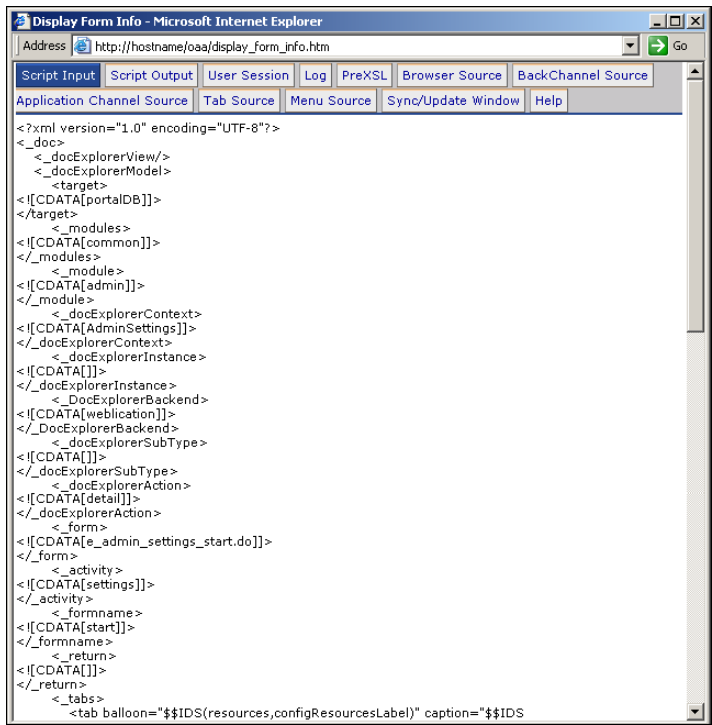 Display Form Info - Microsoft Internet Explorer
Address http://hostname/oaa/display_form_info.htm Go
Script Input Script Output User Session Log PreXSL Browser Source BackChannel Source
Application Channel Source Tab Source Menu Source Sync/Update Window Help
<?xml version="1.0" encoding="UTF-8"?>
<_doc>
<_docExplorerView/>
<_docExplorerModel>
<target>
<![CDATA[portalDB]]>
</target>
<_modules>
<![CDATA[common]]>
</_modules>
<_module>
<![CDATA[admin]]>
</_module>
<_docExplorerContext>
<![CDATA[AdminSettings]]>
</_docExplorerContext>
<_docExplorerInstance>
<![CDATA[]]>
</_docExplorerInstance>
<_DocExplorerBackend>
<![CDATA[weblication]]>
</_DocExplorerBackend>
<_docExplorerSubType>
<![CDATA[]]>
</_docExplorerSubType>
<_docExplorerAction>
<![CDATA[detail]]>
</_docExplorerAction>
<_form>
<![CDATA[e_admin_settings_start.do]]>
</_form>
<_activity>
<![CDATA[settings]]>
</_activity>
<_formname>
<![CDATA[start]]>
</_formname>
<_return>
<![CDATA[]]>
</_return>
<_tabs>
<tab balloon="$$IDS(resources,configResourcesLabel)" caption="$$IDS